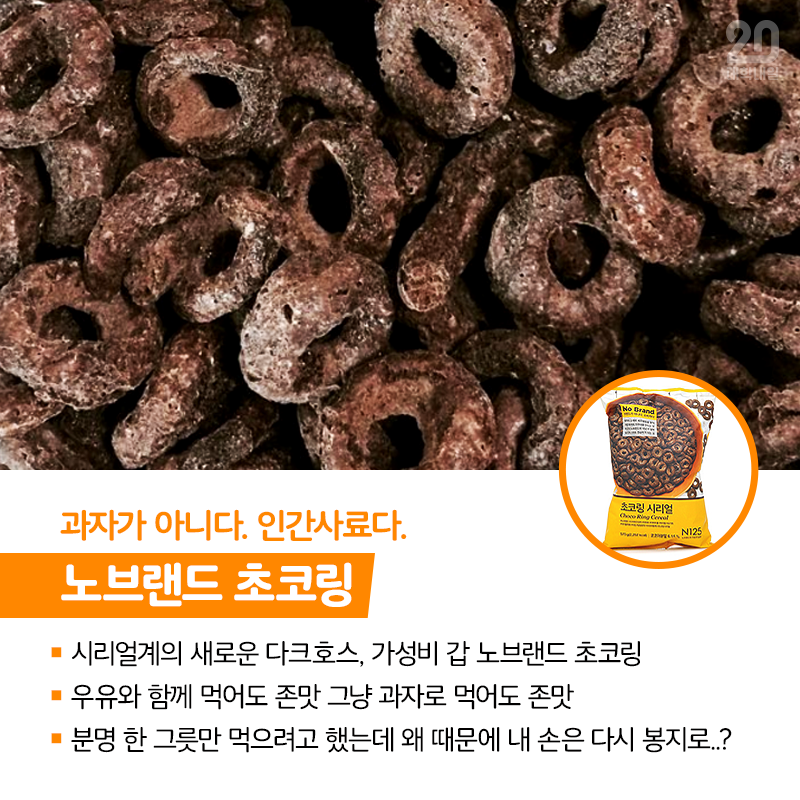 20
대학내일
No Brand
초코링 시리얼
Choco Ring Cereal
N125
과자가 아니다. 인간사료다.
노브랜드 초코링
시리얼계의 새로운 다크호스, 가성비 갑 노브랜드 초코링
우유와 함께 먹어도 존맛 그냥 과자로 먹어도 존맛
분명 한 그릇만 먹으려고 했는데 왜 때문에 내 손은 다시 봉지로..?